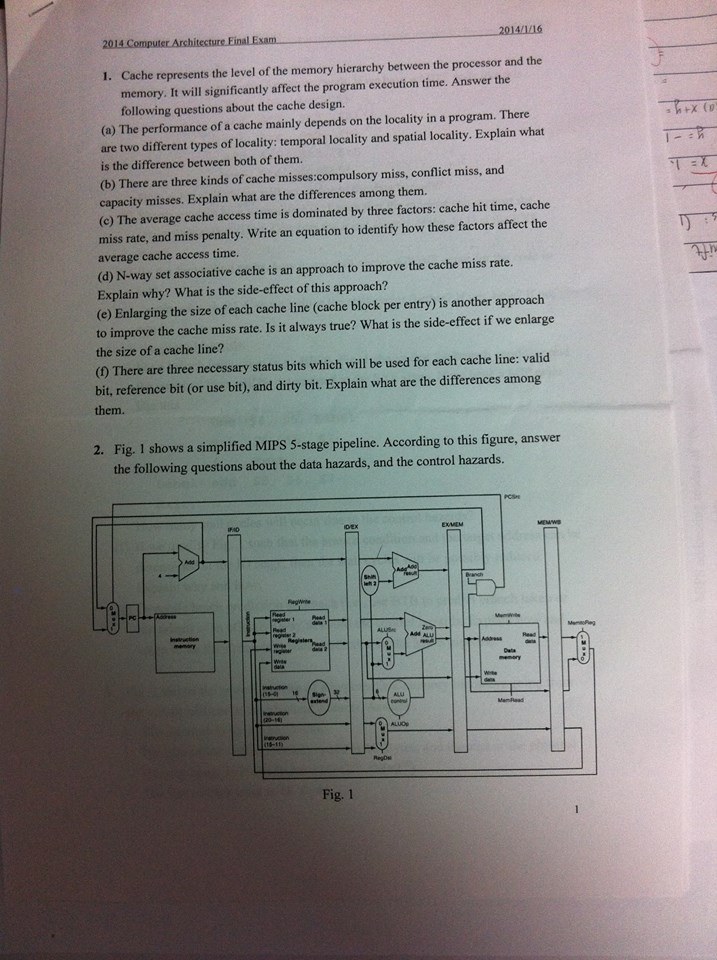 2014 Computer Architecture Final Exam 2014/1/16
1. Cache represents the level of the memory hierarchy between the processor and the
memory. It will significantly affect the program execution time. Answer the
following questions about the cache design.
(a) The performance of a cache mainly depends on the locality in a program. There
are two different types of locality: temporal locality and spatial locality. Explain what
is the difference between both of them.
(b) There are three kinds of cache misses:compulsory miss, conflict miss, and
capacity misses. Explain what are the differences among them.
(c) The average cache access time is dominated by three factors: cache hit time, cache
miss rate, and miss penalty. Write an equation to identify how these factors affect the
average cache access time.
(d) N-way set associative cache is an approach to improve the cache miss rate.
Explain why? What is the side-effect of this approach?
(e) Enlarging the size of each cache line (cache block per entry) is another approach
to improve the cache miss rate. Is it always true? What is the side-effect if we enlarge
the size of a cache line?
(f) There are three necessary status bits which will be used for each cache line: valid
bit, reference bit (or use bit), and dirty bit. Explain what are the differences among
them.
2. Fig. 1 shows a simplified MIPS 5-stage pipeline. According to this figure, answer
the following questions about the data hazards, and the control hazards.
PCSrc
IF/ID
ID/EX
EX/MEM
MEM/WB
Add
4
Shift
left 2
Add Add
result
Branch
0
M
u
x
1
PC
Address
Instruction
memory
Instruction
RegWrite
Read
register 1
Read
data 1
Read
register 2
Registers
Write
register
Read
data 2
Write
data
ALUSrc
0
M
u
x
1
Zero
Add ALU
result
MemWrite
Address
Read
data
Data
memory
Write
data
MemRead
MemtoReg
1
M
u
x
0
Instruction
(15–0)
16
Sign-
extend
32
6
ALU
control
Instruction
(20–16)
ALUOp
Instruction
(15–11)
0
M
u
x
1
RegDst
Fig. 1
1